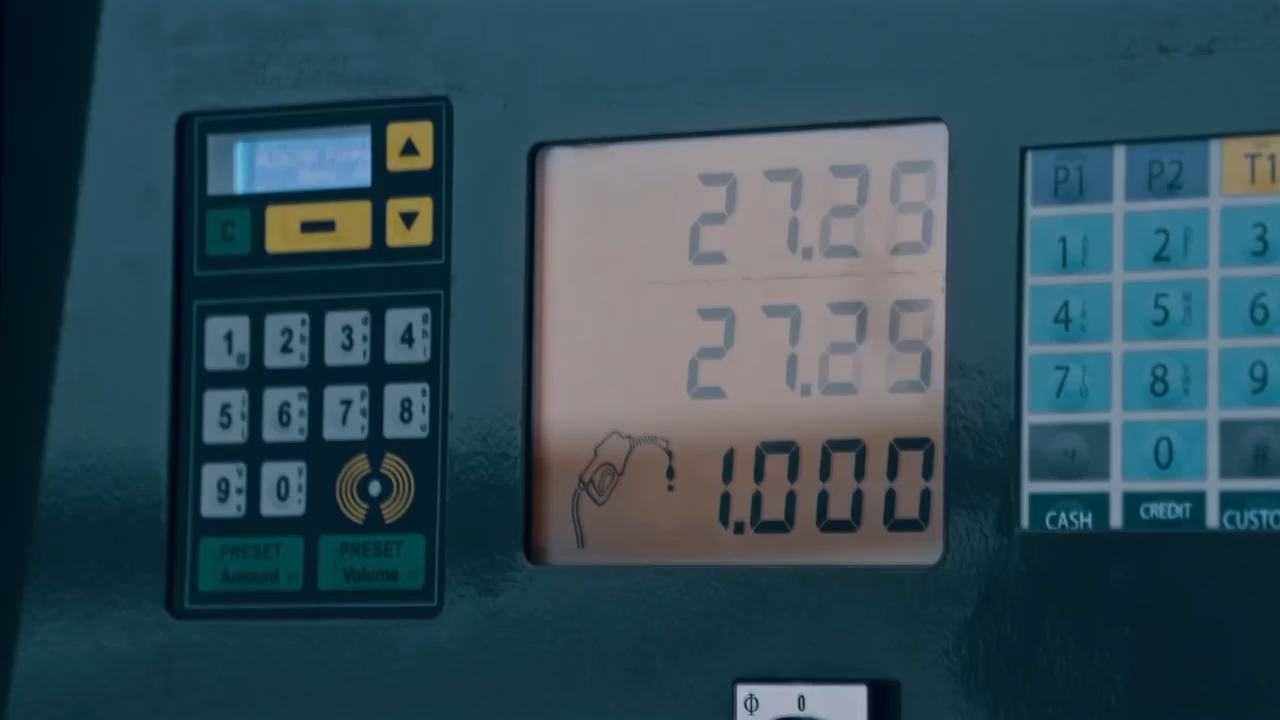 C
1 2 3 4
5 6 7 8
9 0
PRESET Amount
PRESET Volume
27.25
27.25
1.000
P1 P2 T1
1 2 3
4 5 6
7 8 9
0 #
CASH CREDIT CUSTO
Φ 0